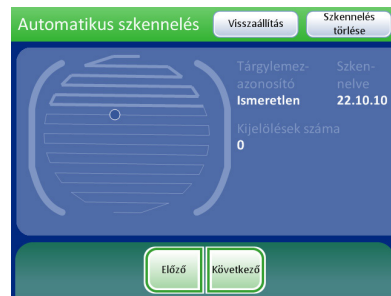 Automatikus szkennelés
Visszaállítás
Szkennelés
törlése
Tárgylemez-
azonosító
Ismeretlen
Szken-
nelve
22.10.10
Kijelölések száma
0
Előző
Következő